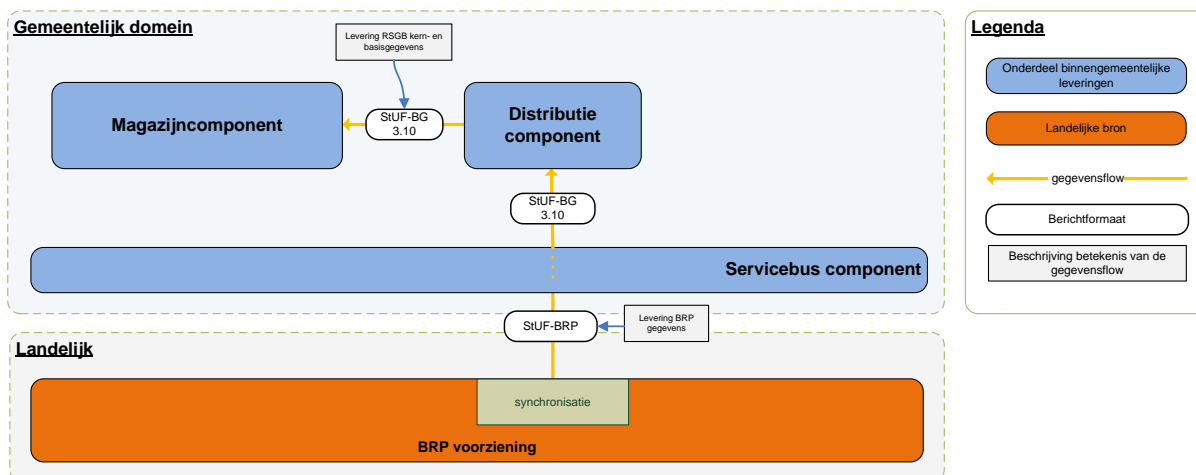 Gemeentelijk domein
Levering RSGB kern- en
basisgegevens
Magazijncomponent
StUF-BG
3.10
Distributie
component
StUF-BG
3.10
Servicebus component
StUF-BRP
Levering BRP
gegevens
Landelijk
synchronisatie
BRP voorziening
Legenda
Onderdeel binnengemeentelijke
leveringen
Landelijke bron
gegevensflow
Berichtformaat
Beschrijving betekenis van de
gegevensflow